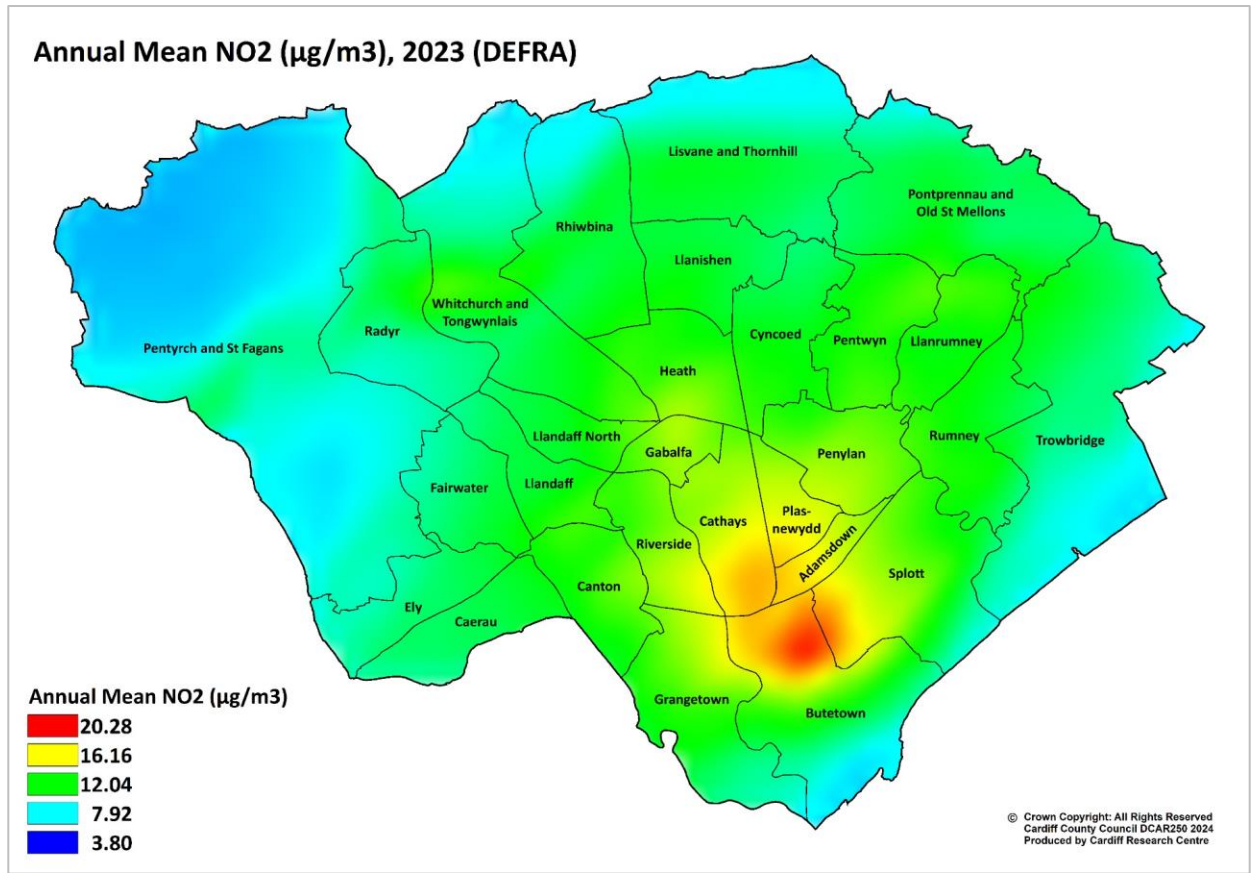 Annual Mean NO2 (µg/m3), 2023 (DEFRA)
Lisvane and Thornhill
Pontprennau and
Old St Mellons
Rhiwbina
Llanishen
Whitchurch and
Tongwynlais
Radyr
Cyncoed
Pentwyn
Llanrumney
Pentyrch and St Fagans
Heath
Llandaff North
Gabalfa
Penylan
Rumney
Trowbridge
Fairwater
Llandaff
Cathays
Plas-
newydd
Riverside
Adamsdown
Splott
Canton
Ely
Caerau
Grangetown
Butetown
Annual Mean NO2 (µg/m3)
20.28
16.16
12.04
7.92
3.80
© Crown Copyright: All Rights Reserved
Cardiff County Council DCAR250 2024
Produced by Cardiff Research Centre